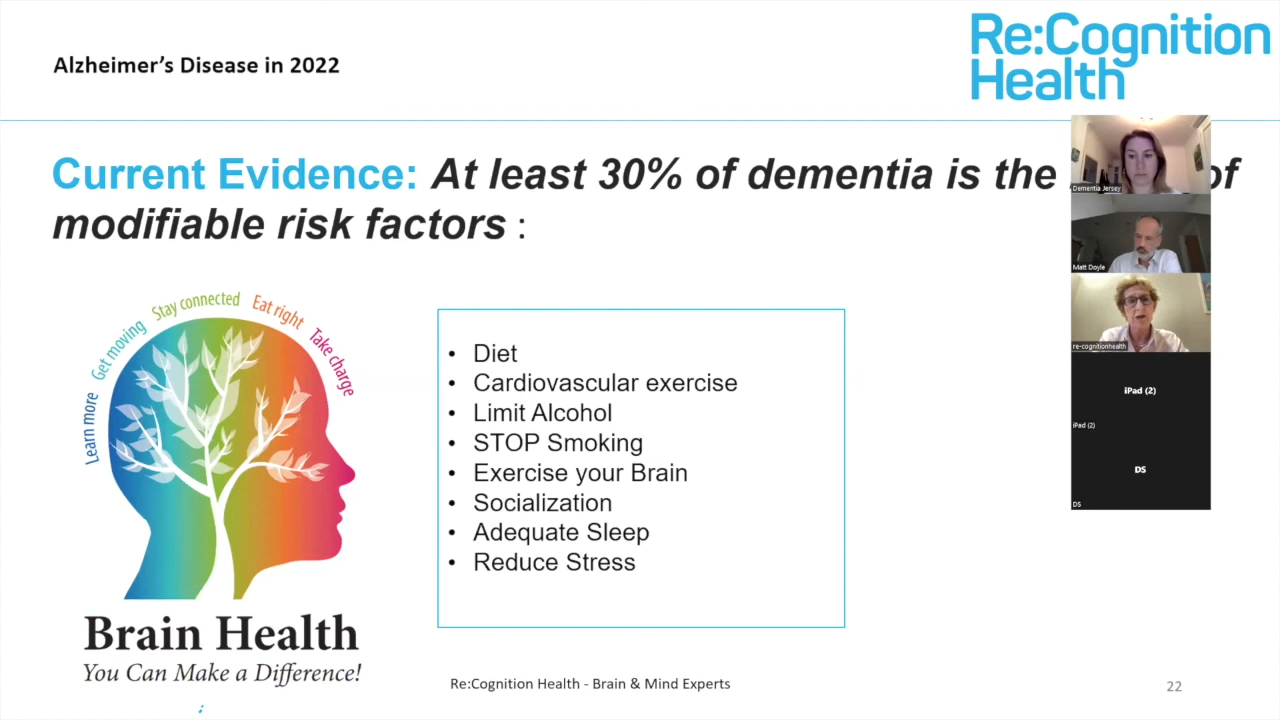 Re:Cognition
Health
Alzheimer's Disease in 2022
Current Evidence: At least 30% of dementia is the of
modifiable risk factors :
Learn more
Get moving
Stay connected
Eat right
Take charge
• Diet
• Cardiovascular exercise
• Limit Alcohol
• STOP Smoking
• Exercise your Brain
• Socialization
• Adequate Sleep
• Reduce Stress
Brain Health
You Can Make a Difference!
Re:Cognition Health - Brain & Mind Experts
22
Dementia Jersey
Matt Doyle
re-cognitionhealth
iPad (2)
iPad (2)
DS
DS